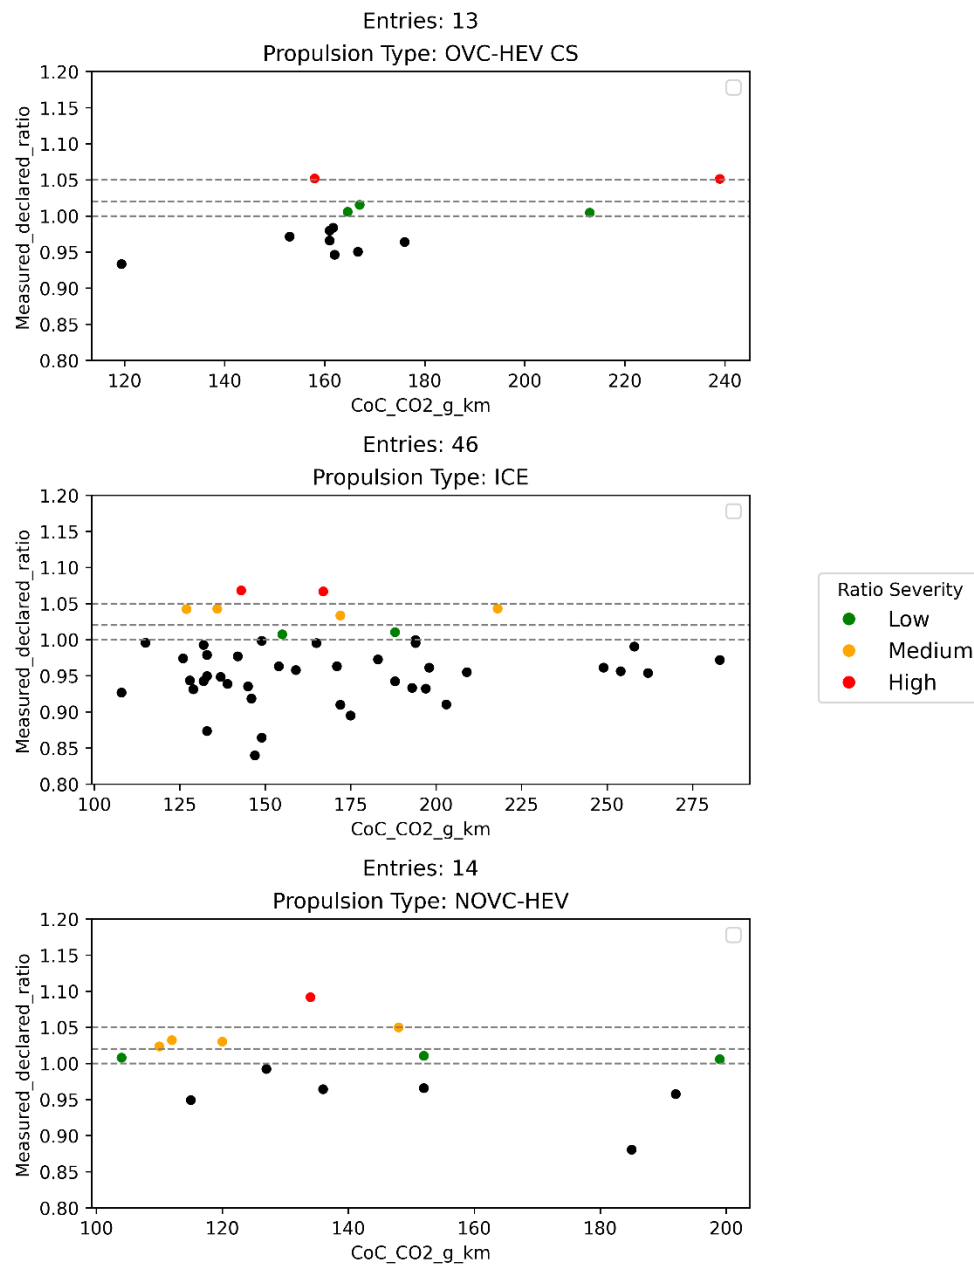 Entries: 13
Propulsion Type: OVC-HEV CS
1.20
1.15
1.10
1.05
1.00
0.95
0.90
0.85
0.80
Measured_declared_ratio
120 140 160 180 200 220 240
CoC_CO2_g_km
Entries: 46
Propulsion Type: ICE
1.20
1.15
1.10
1.05
1.00
0.95
0.90
0.85
0.80
Measured_declared_ratio
100 125 150 175 200 225 250 275
CoC_CO2_g_km
Ratio Severity
Low
Medium
High
Entries: 14
Propulsion Type: NOVC-HEV
1.20
1.15
1.10
1.05
1.00
0.95
0.90
0.85
0.80
Measured_declared_ratio
100 120 140 160 180 200
CoC_CO2_g_km